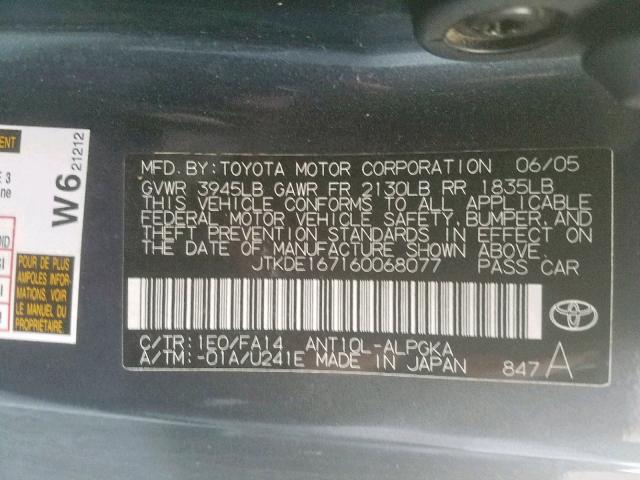 MFD. BY: TOYOTA MOTOR CORPORATION 06/05
GVWR 3945LB GAWR FR 2130LB RR 1835LB
THIS VEHICLE CONFORMS TO ALL APPLICABLE
FEDERAL MOTOR VEHICLE SAFETY, BUMPER, AND
THEFT PREVENTION STANDARDS IN EFFECT ON
THE DATE OF MANUFACTURE SHOWN ABOVE.
JTKDE167160068077 PASS CAR
C/TR: 1E0/FA14 ANT10L-ALPGKA
A/TM: -01A/U241E MADE IN JAPAN
847 A
W6
21212
POUR DE PLUS
AMPLES INFOR-
MATIONS, VOIR
LE MANUEL DU
PROPRIÉTAIRE.